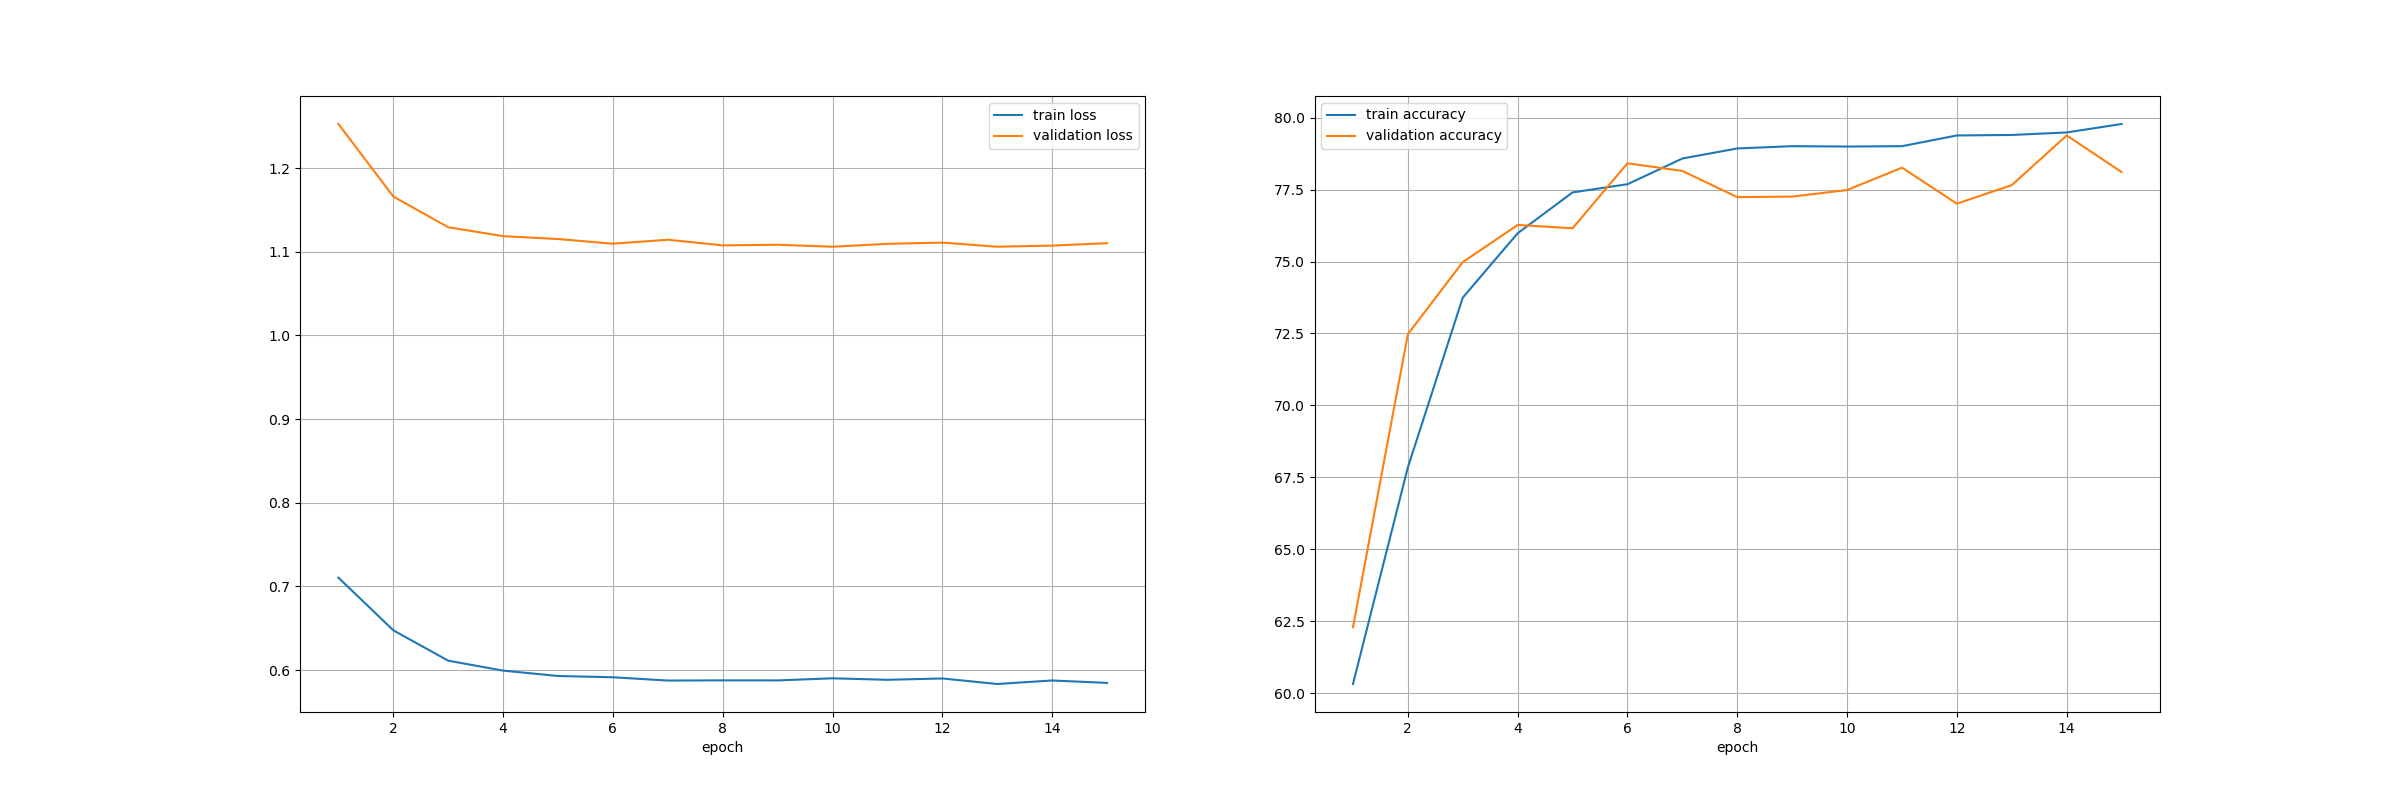 train loss
validation loss
1.2
1.1
1.0
0.9
0.8
0.7
0.6
2 4 6 8 10 12 14
epoch
train accuracy
validation accuracy
80.0
77.5
75.0
72.5
70.0
67.5
65.0
62.5
60.0
2 4 6 8 10 12 14
epoch